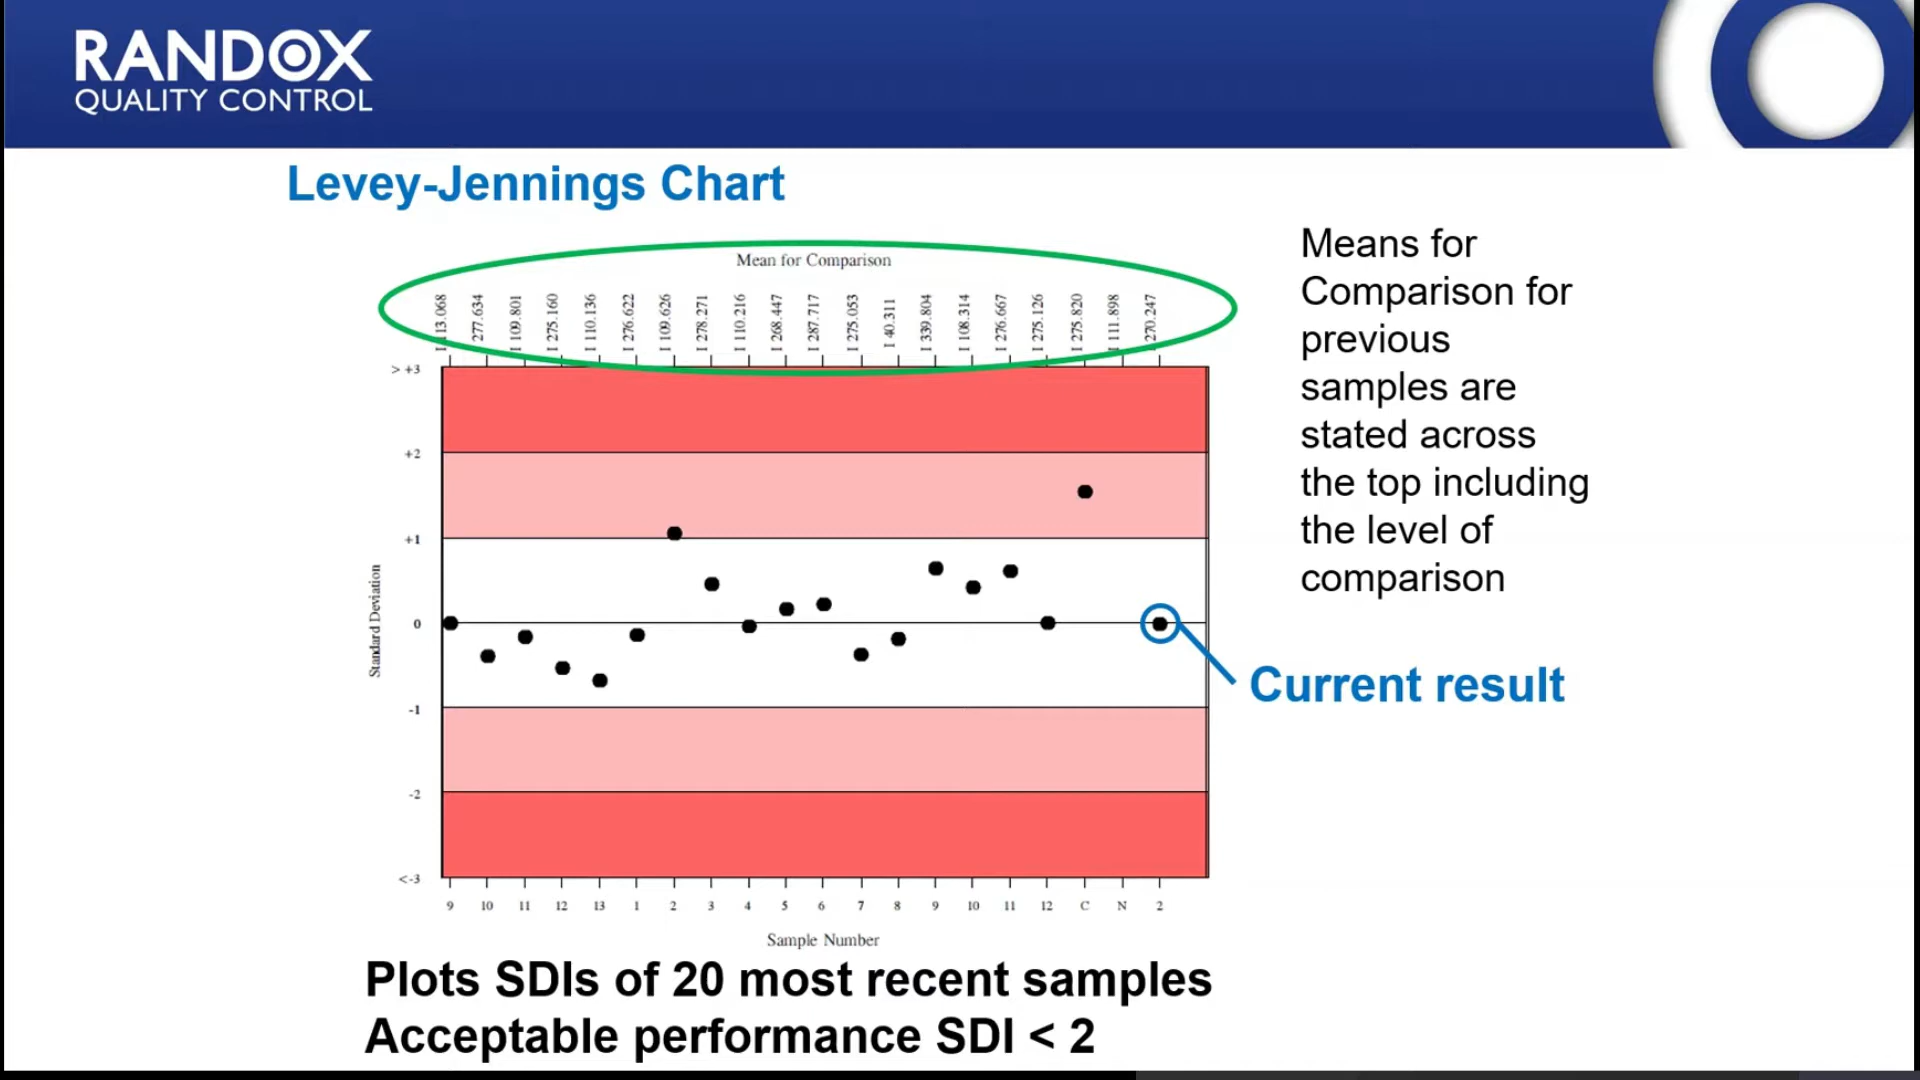 RANDOX
QUALITY CONTROL
Levey-Jennings Chart
Mean for Comparison
I 113.068
277.634
I 109.801
I 275.160
I 110.136
I 276.622
I 109.626
I 278.271
I 110.216
I 268.447
I 287.717
I 275.053
I 40.311
I 339.804
I 108.314
I 276.667
I 275.126
I 275.820
I 111.898
270.247
Means for
Comparison for
previous
samples are
stated across
the top including
the level of
comparison
> +3
+2
+1
0
-1
-2
<-3
Standard Deviation
Current result
9 10 11 12 13 1 2 3 4 5 6 7 8 9 10 11 12 C N 2
Sample Number
Plots SDIs of 20 most recent samples
Acceptable performance SDI < 2